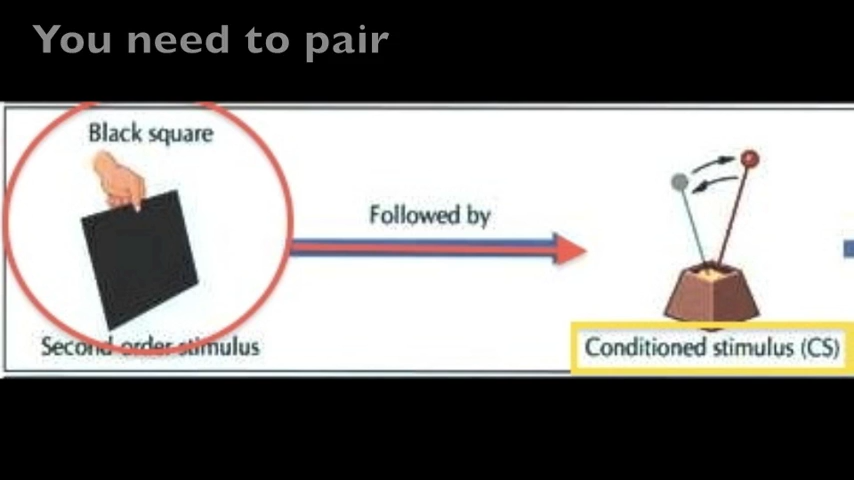 You need to pair
Black square
Followed by
Second-order stimulus
Conditioned stimulus (CS)